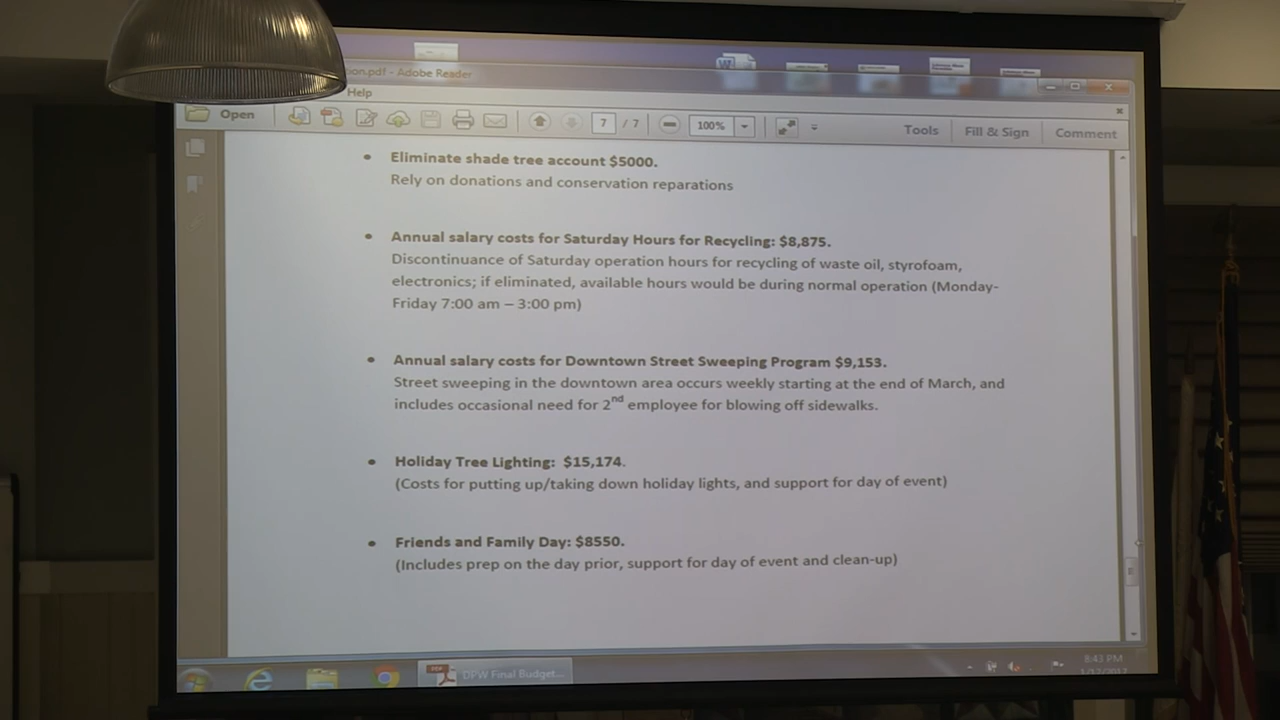 on.pdf - Adobe Reader
Help
Open
7 / 7
100%
Tools
Fill & Sign
Comment
• Eliminate shade tree account $5000.
Rely on donations and conservation reparations
• Annual salary costs for Saturday Hours for Recycling: $8,875.
Discontinuance of Saturday operation hours for recycling of waste oil, styrofoam,
electronics; if eliminated, available hours would be during normal operation (Monday-
Friday 7:00 am – 3:00 pm)
• Annual salary costs for Downtown Street Sweeping Program $9,153.
Street sweeping in the downtown area occurs weekly starting at the end of March, and
includes occasional need for 2nd employee for blowing off sidewalks.
• Holiday Tree Lighting: $15,174.
(Costs for putting up/taking down holiday lights, and support for day of event)
• Friends and Family Day: $8550.
(Includes prep on the day prior, support for day of event and clean-up)
DPW Final Budget...
8:43 PM